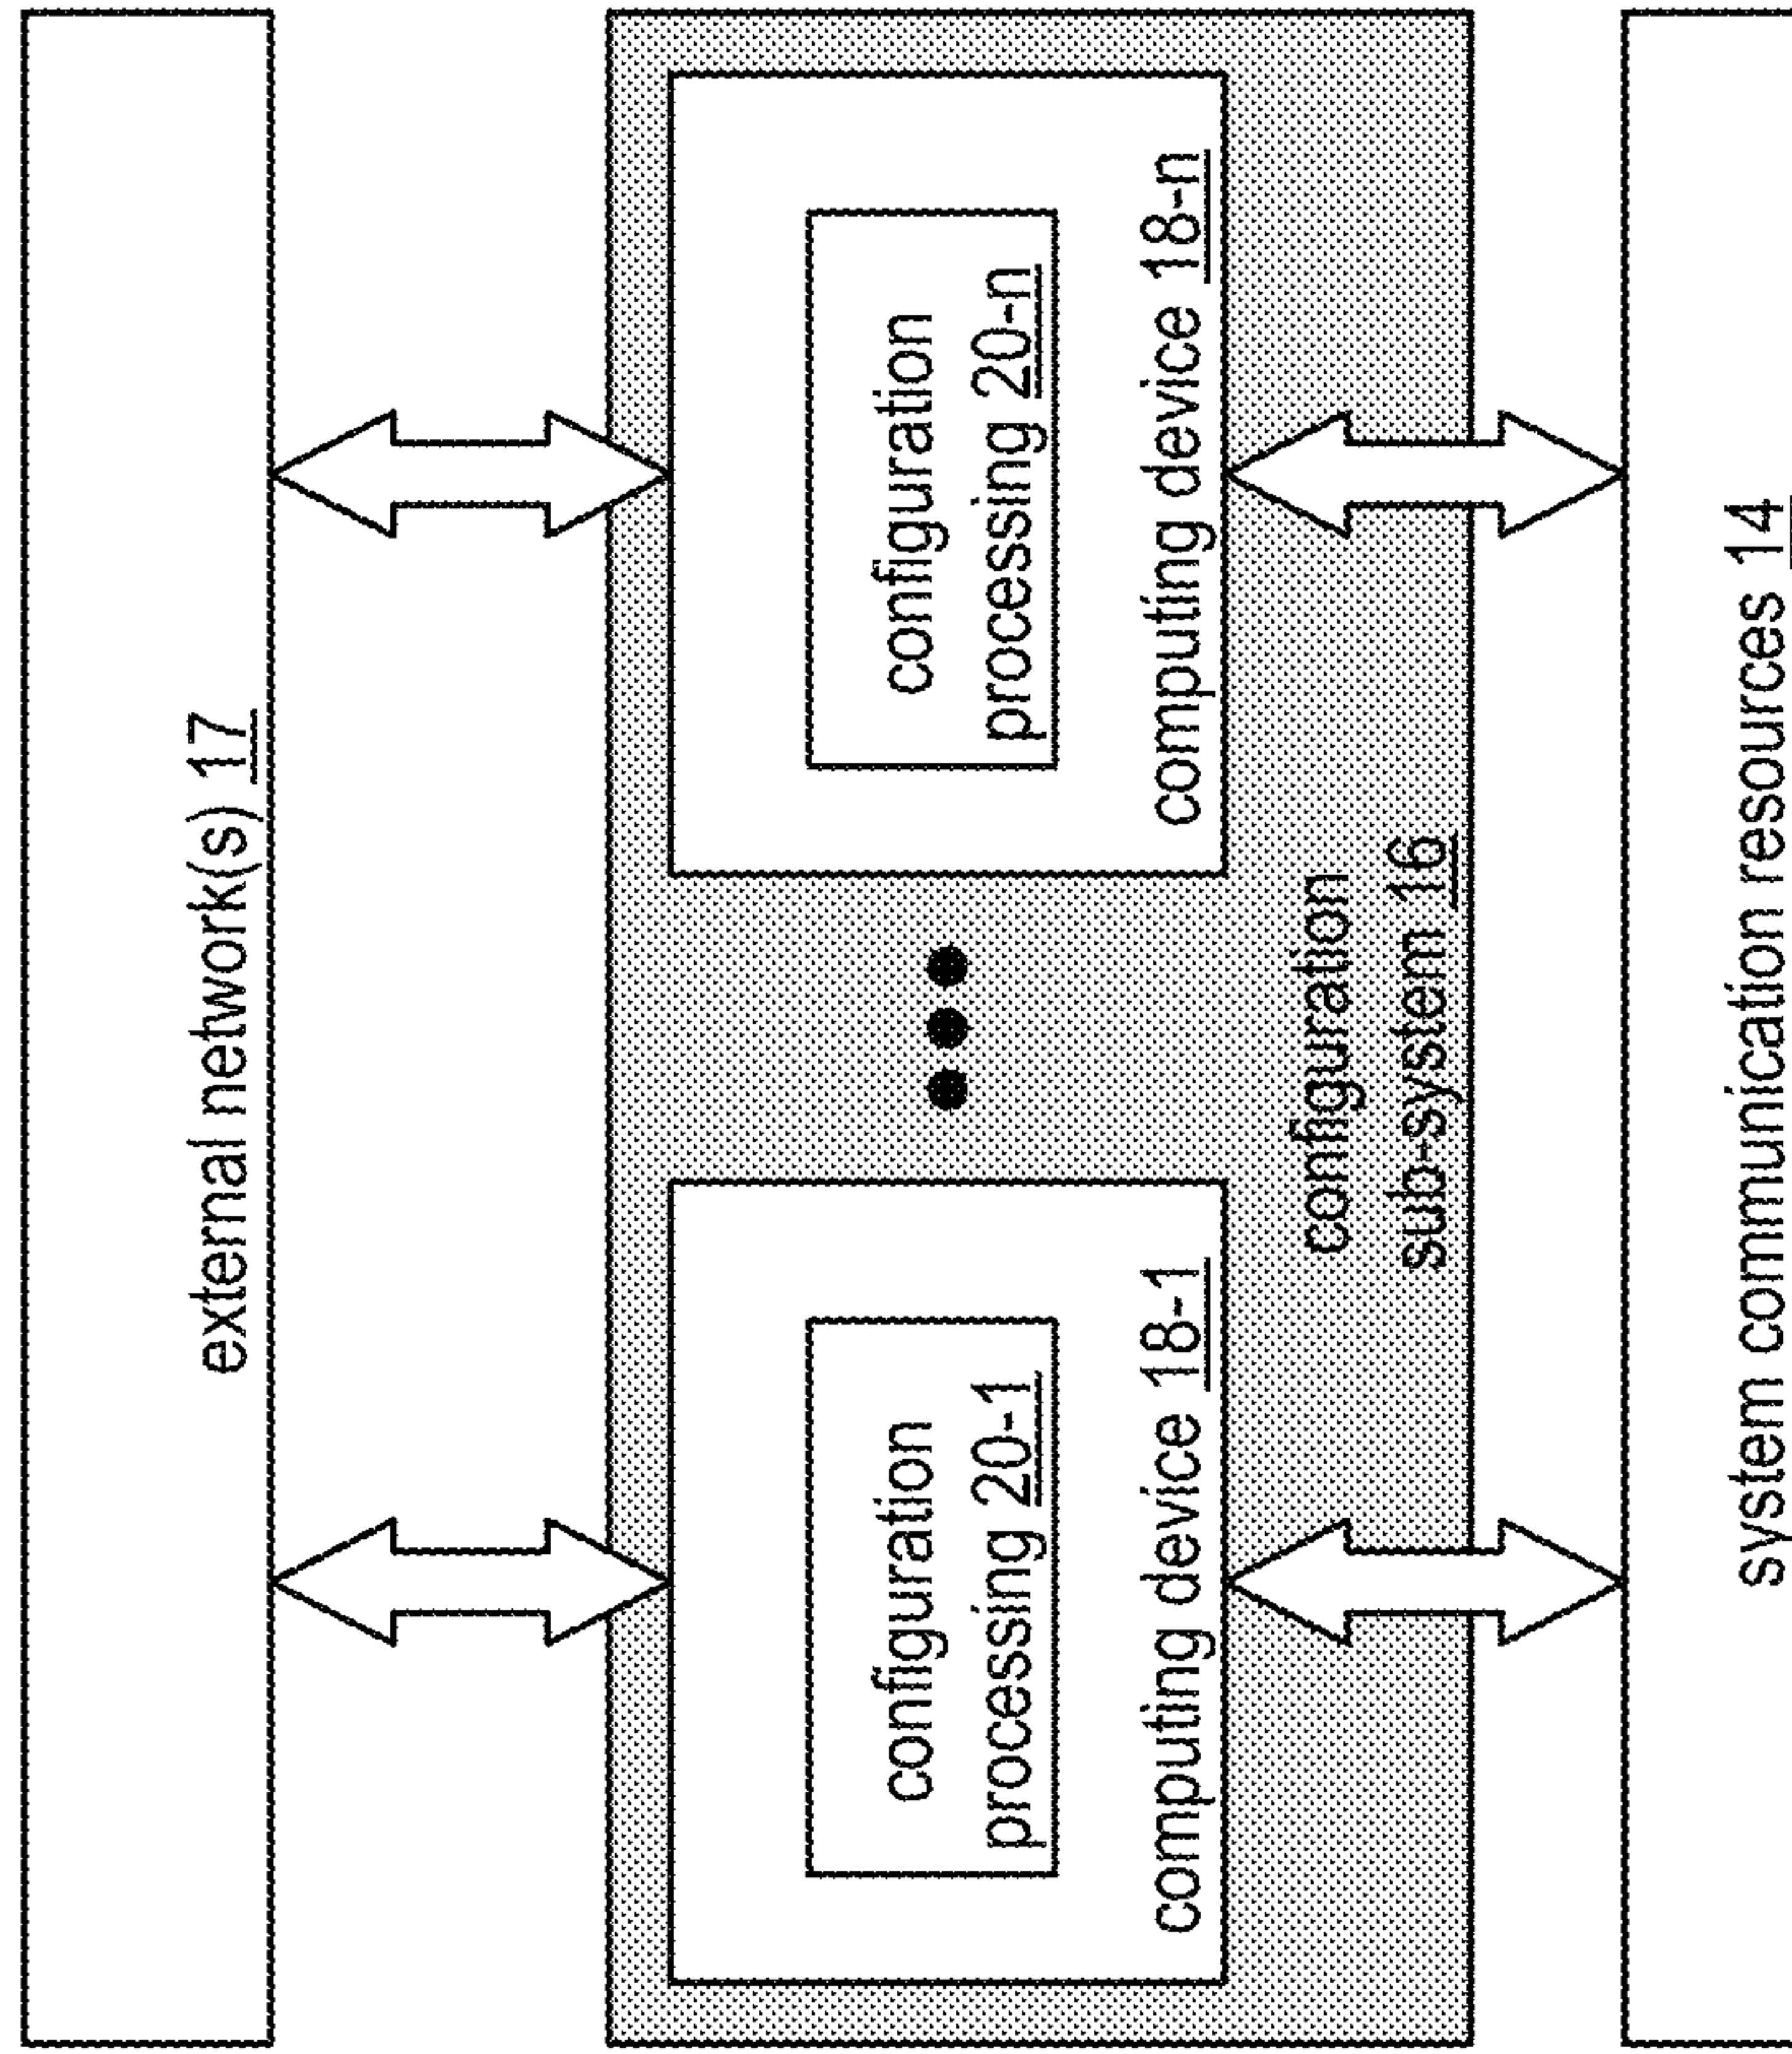 external network(s) 17
configuration
processing 20-1
computing device 18-1
configuration
processing 20-n
computing device 18-n
configuration
sub-system 16
system communication resources 14